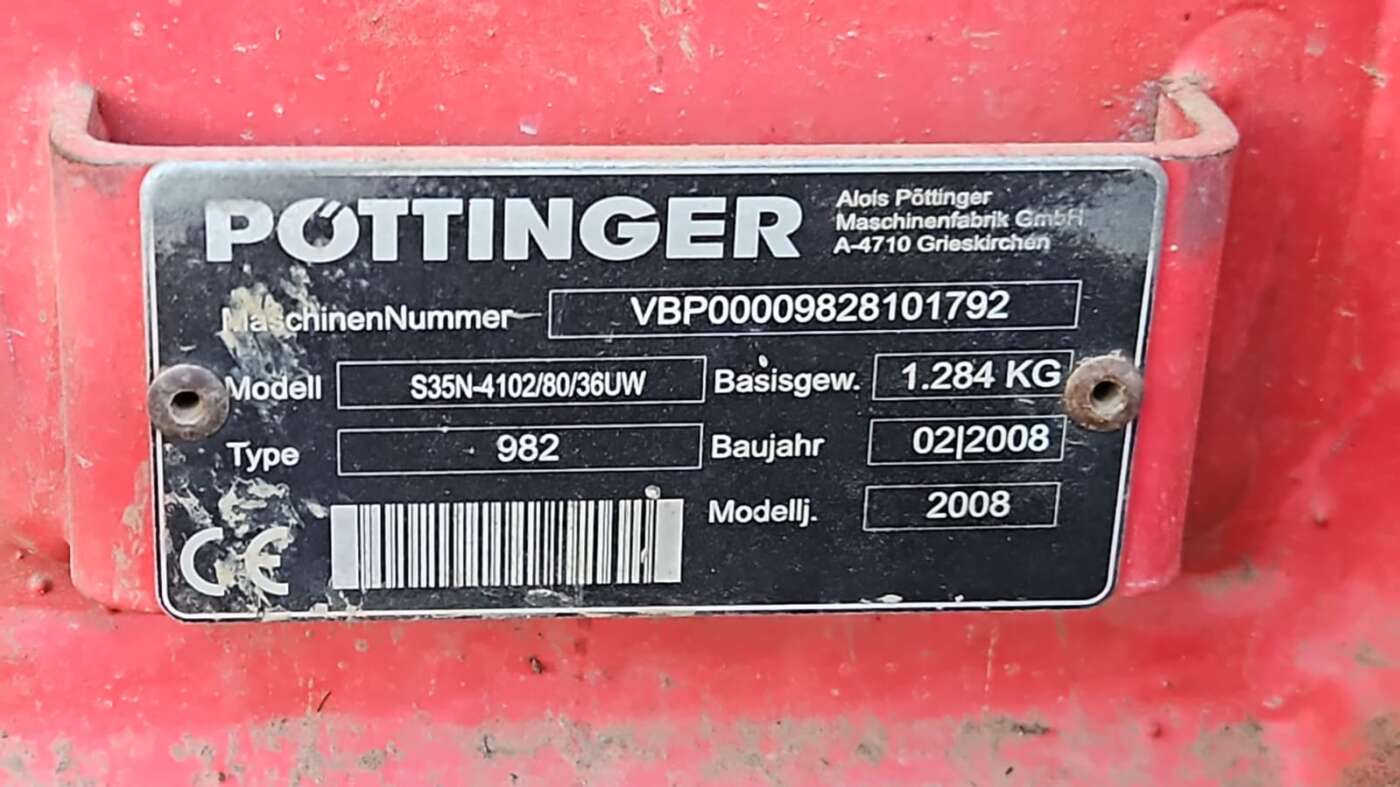 PÖTTINGER
Alois Pöttinger
Maschinenfabrik GmbH
A-4710 Grieskirchen
MaschinenNummer VBP00009828101792
Modell S35N-4102/80/36UW Basisgew. 1.284 KG
Type 982 Baujahr 02|2008
Modellj. 2008
CE